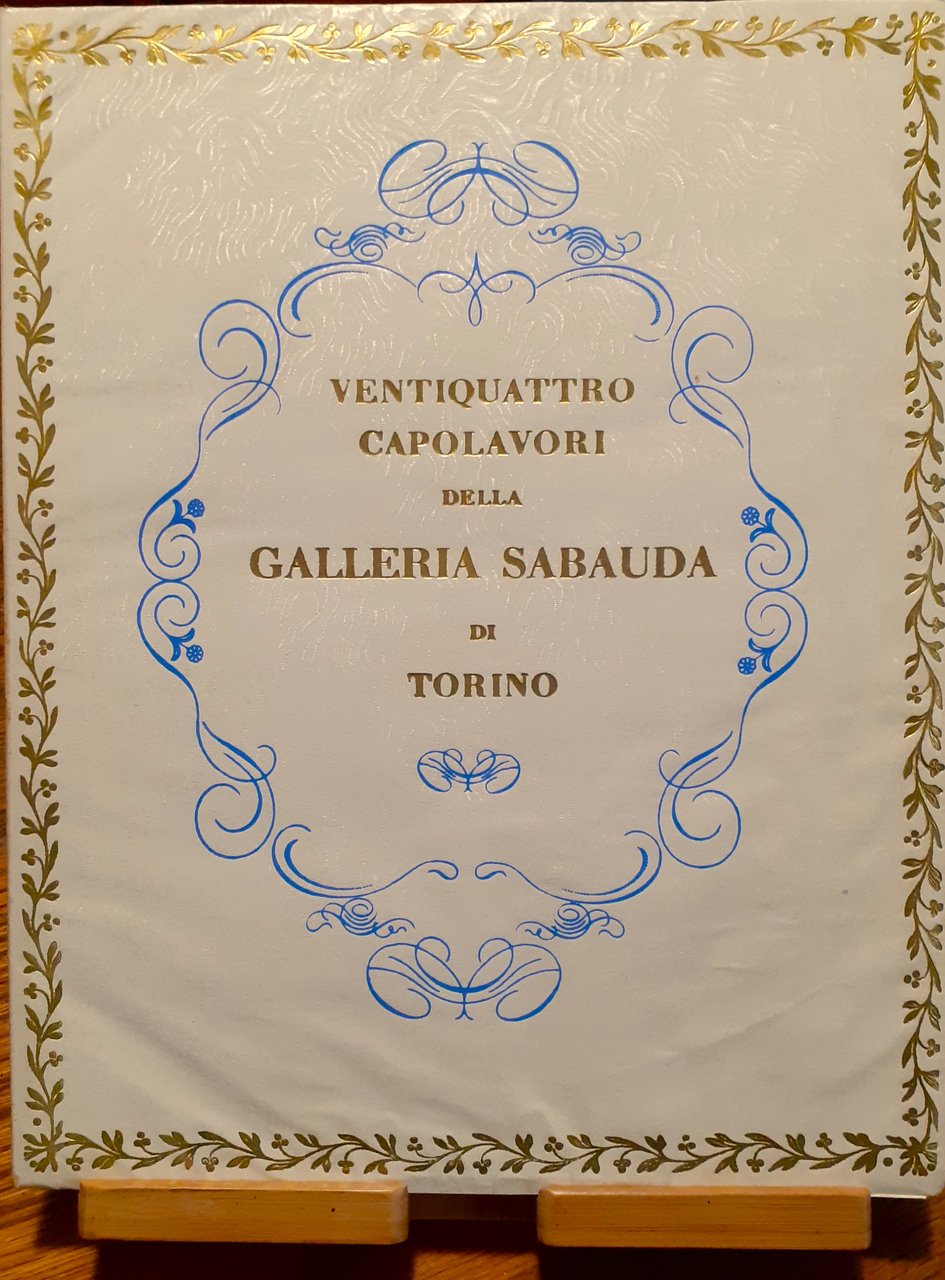 VENTIQUATTRO
CAPOLAVORI
DELLA
GALLERIA SABAUDA
DI
TORINO